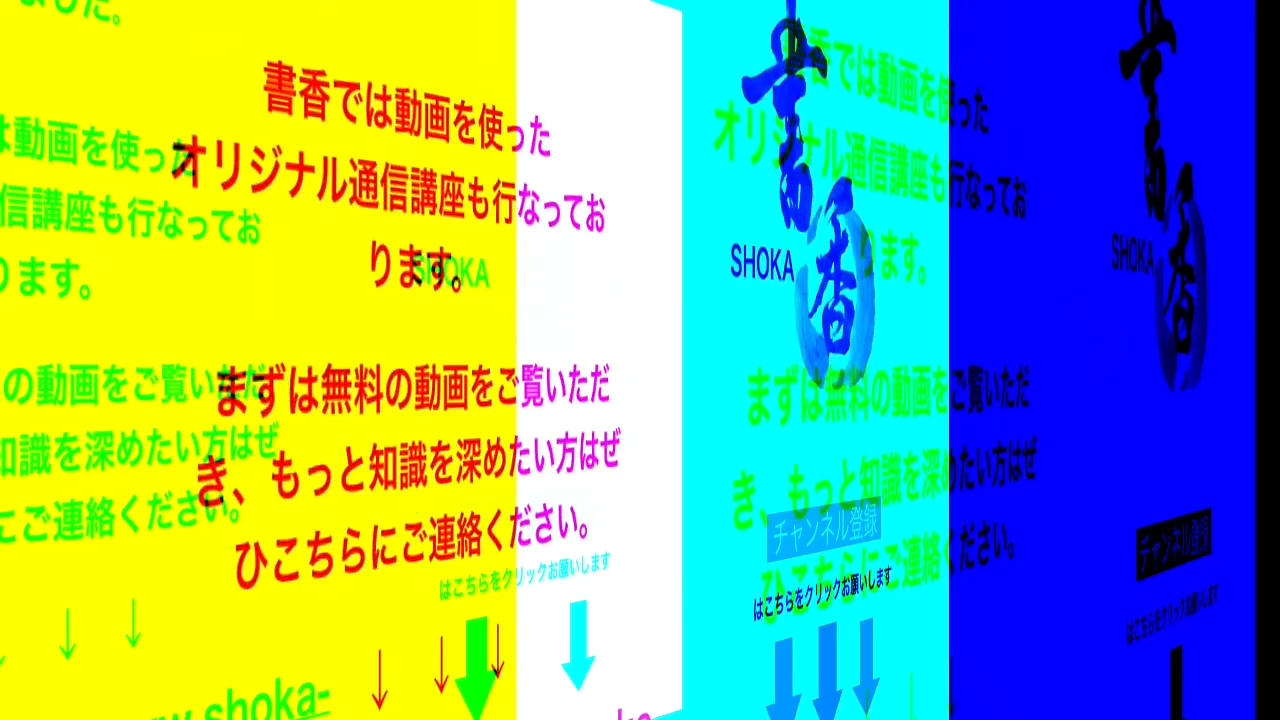 書香では動画を使った
オリジナル通信講座も行なってお
ります。
まずは無料の動画をご覧いただ
き、もっと知識を深めたい方はぜ
ひこちらにご連絡ください。
書香
SHOKA
チャンネル登録
はこちらをクリックお願いします